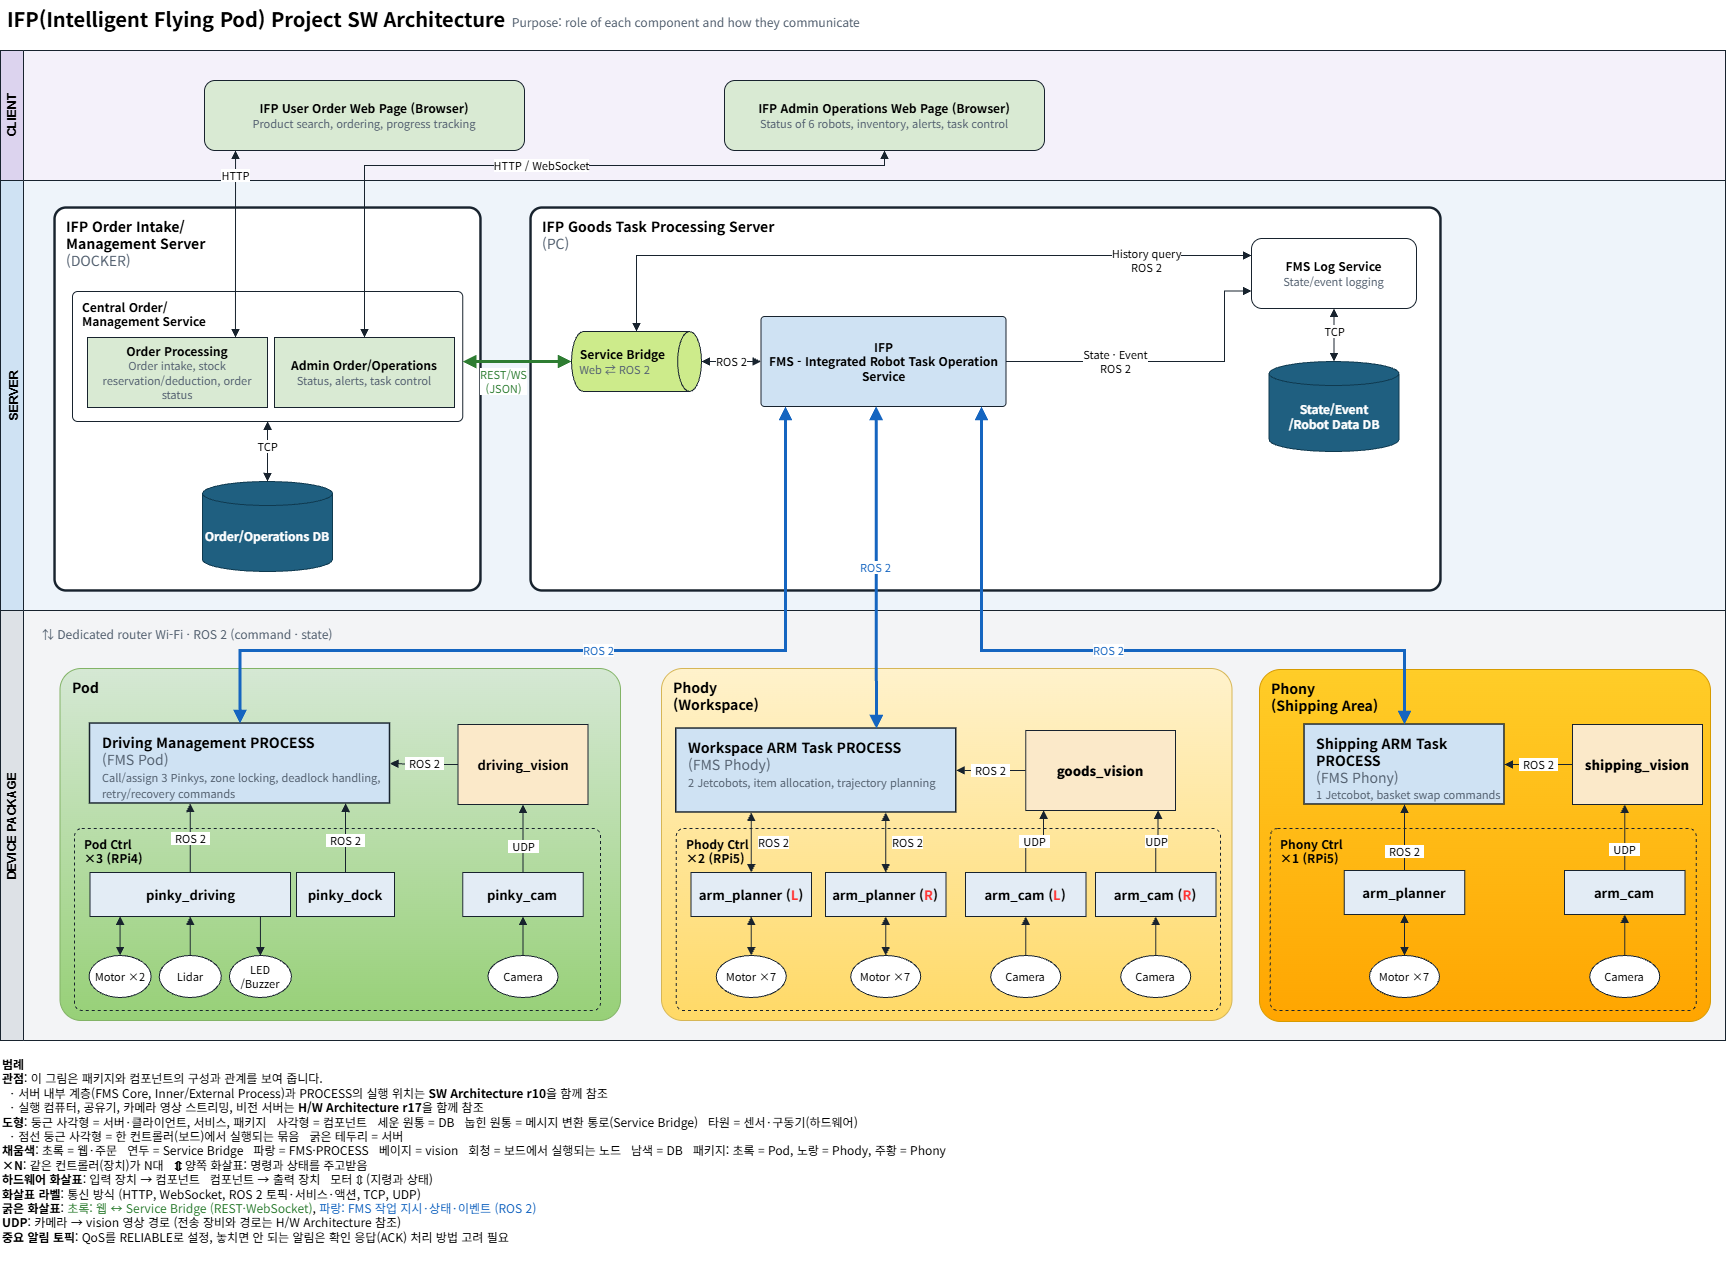 IFP(Intelligent Flying Pod) Project SW Architecture Purpose: role of each component and how they communicate
CLIENT
IFP User Order Web Page (Browser)
Product search, ordering, progress tracking
IFP Admin Operations Web Page (Browser)
Status of 6 robots, inventory, alerts, task control
HTTP / WebSocket
HTTP
SERVER
IFP Order Intake/
Management Server
(DOCKER)
Central Order/
Management Service
Order Processing
Order intake, stock
reservation/deduction, order
status
Admin Order/Operations
Status, alerts, task control
TCP
Order/Operations DB
REST/WS
(JSON)
IFP Goods Task Processing Server
(PC)
History query
ROS 2
FMS Log Service
State/event logging
Service Bridge
Web ⇄ ROS 2
ROS 2
IFP
FMS - Integrated Robot Task Operation
Service
State · Event
ROS 2
TCP
State/Event
/Robot Data DB
ROS 2
DEVICE PACKAGE
⇅ Dedicated router Wi-Fi · ROS 2 (command · state)
ROS 2
ROS 2
Pod
Driving Management PROCESS
(FMS Pod)
Call/assign 3 Pinkys, zone locking, deadlock handling,
retry/recovery commands
ROS 2
driving_vision
ROS 2
ROS 2
UDP
Pod Ctrl
×3 (RPi4)
pinky_driving
pinky_dock
pinky_cam
Motor ×2
Lidar
LED
/Buzzer
Camera
Phody
(Workspace)
Workspace ARM Task PROCESS
(FMS Phody)
2 Jetcobots, item allocation, trajectory planning
ROS 2
goods_vision
Phody Ctrl
×2 (RPi5)
ROS 2
ROS 2
UDP
UDP
arm_planner (L)
arm_planner (R)
arm_cam (L)
arm_cam (R)
Motor ×7
Motor ×7
Camera
Camera
Phony
(Shipping Area)
Shipping ARM Task
PROCESS
(FMS Phony)
1 Jetcobot, basket swap commands
ROS 2
shipping_vision
Phony Ctrl
×1 (RPi5)
ROS 2
UDP
arm_planner
arm_cam
Motor ×7
Camera
범례
관점: 이 그림은 패키지와 컴포넌트의 구성과 관계를 보여 줍니다.
· 서버 내부 계층(FMS Core, Inner/External Process)과 PROCESS의 실행 위치는 SW Architecture r10을 함께 참조
· 실행 컴퓨터, 공유기, 카메라 영상 스트리밍, 비전 서버는 H/W Architecture r17을 함께 참조
도형: 둥근 사각형 = 서버·클라이언트, 서비스, 패키지 사각형 = 컴포넌트 세운 원통 = DB 눕힌 원통 = 메시지 변환 통로(Service Bridge) 타원 = 센서·구동기(하드웨어)
· 점선 둥근 사각형 = 한 컨트롤러(보드)에서 실행되는 묶음 굵은 테두리 = 서버
채움색: 초록 = 웹·주문 연두 = Service Bridge 파랑 = FMS·PROCESS 베이지 = vision 회청 = 보드에서 실행되는 노드 남색 = DB 패키지: 초록 = Pod, 노랑 = Phody, 주황 = Phony
×N: 같은 컨트롤러(장치)가 N대 ⇕ 양쪽 화살표: 명령과 상태를 주고받음
하드웨어 화살표: 입력 장치 → 컴포넌트 컴포넌트 → 출력 장치 모터 ⇕ (지령과 상태)
화살표 라벨: 통신 방식 (HTTP, WebSocket, ROS 2 토픽·서비스·액션, TCP, UDP)
굵은 화살표: 초록: 웹 ↔ Service Bridge (REST·WebSocket), 파랑: FMS 작업 지시·상태·이벤트 (ROS 2)
UDP: 카메라 → vision 영상 경로 (전송 장비와 경로는 H/W Architecture 참조)
중요 알림 토픽: QoS를 RELIABLE로 설정, 놓치면 안 되는 알림은 확인 응답(ACK) 처리 방법 고려 필요